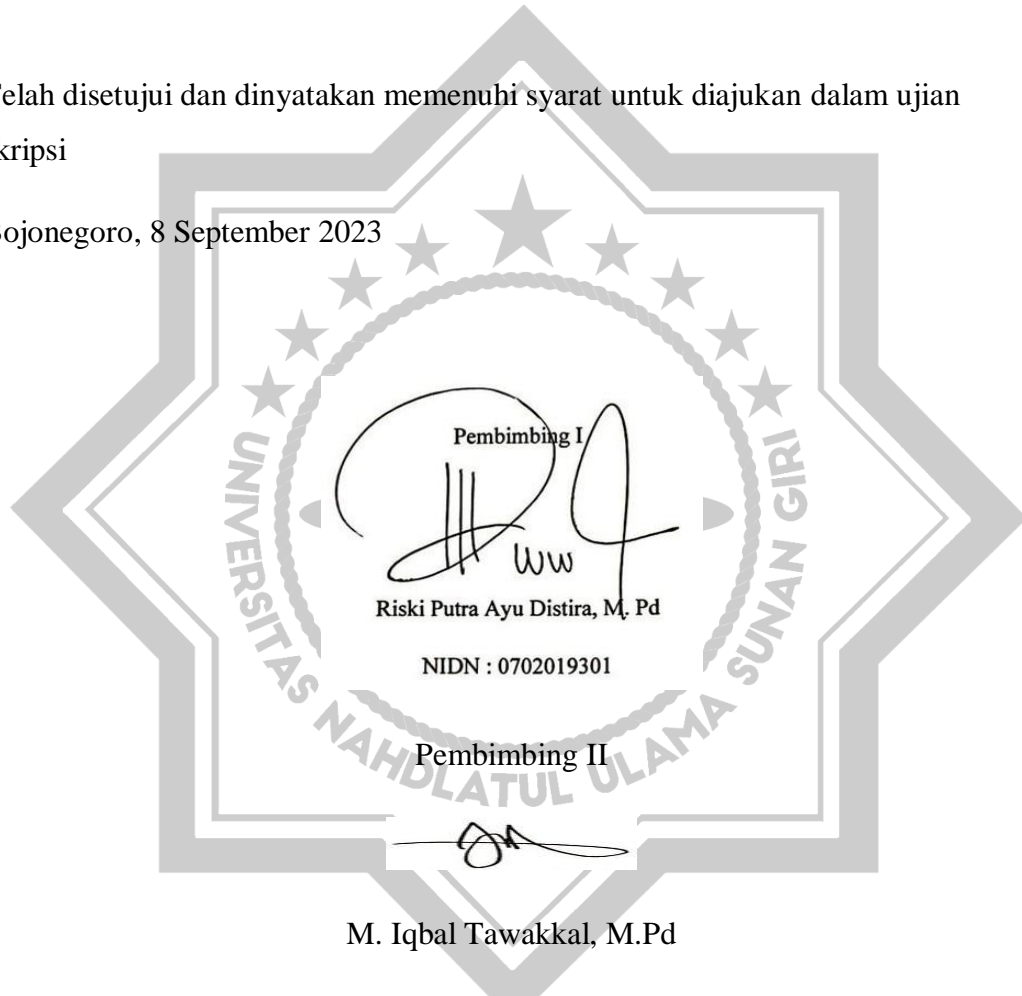 elah disetujui dan dinyatakan memenuhi syarat untuk diajukan dalam ujian
kripsi
ojonegoro, 8 September 2023
Pembimbing I
Riski Putra Ayu Distira, M. Pd
NIDN : 0702019301
Pembimbing II
M. Iqbal Tawakkal, M.Pd
UNIVERSITAS NAHDLATUL ULAMA SUNAN GIRI